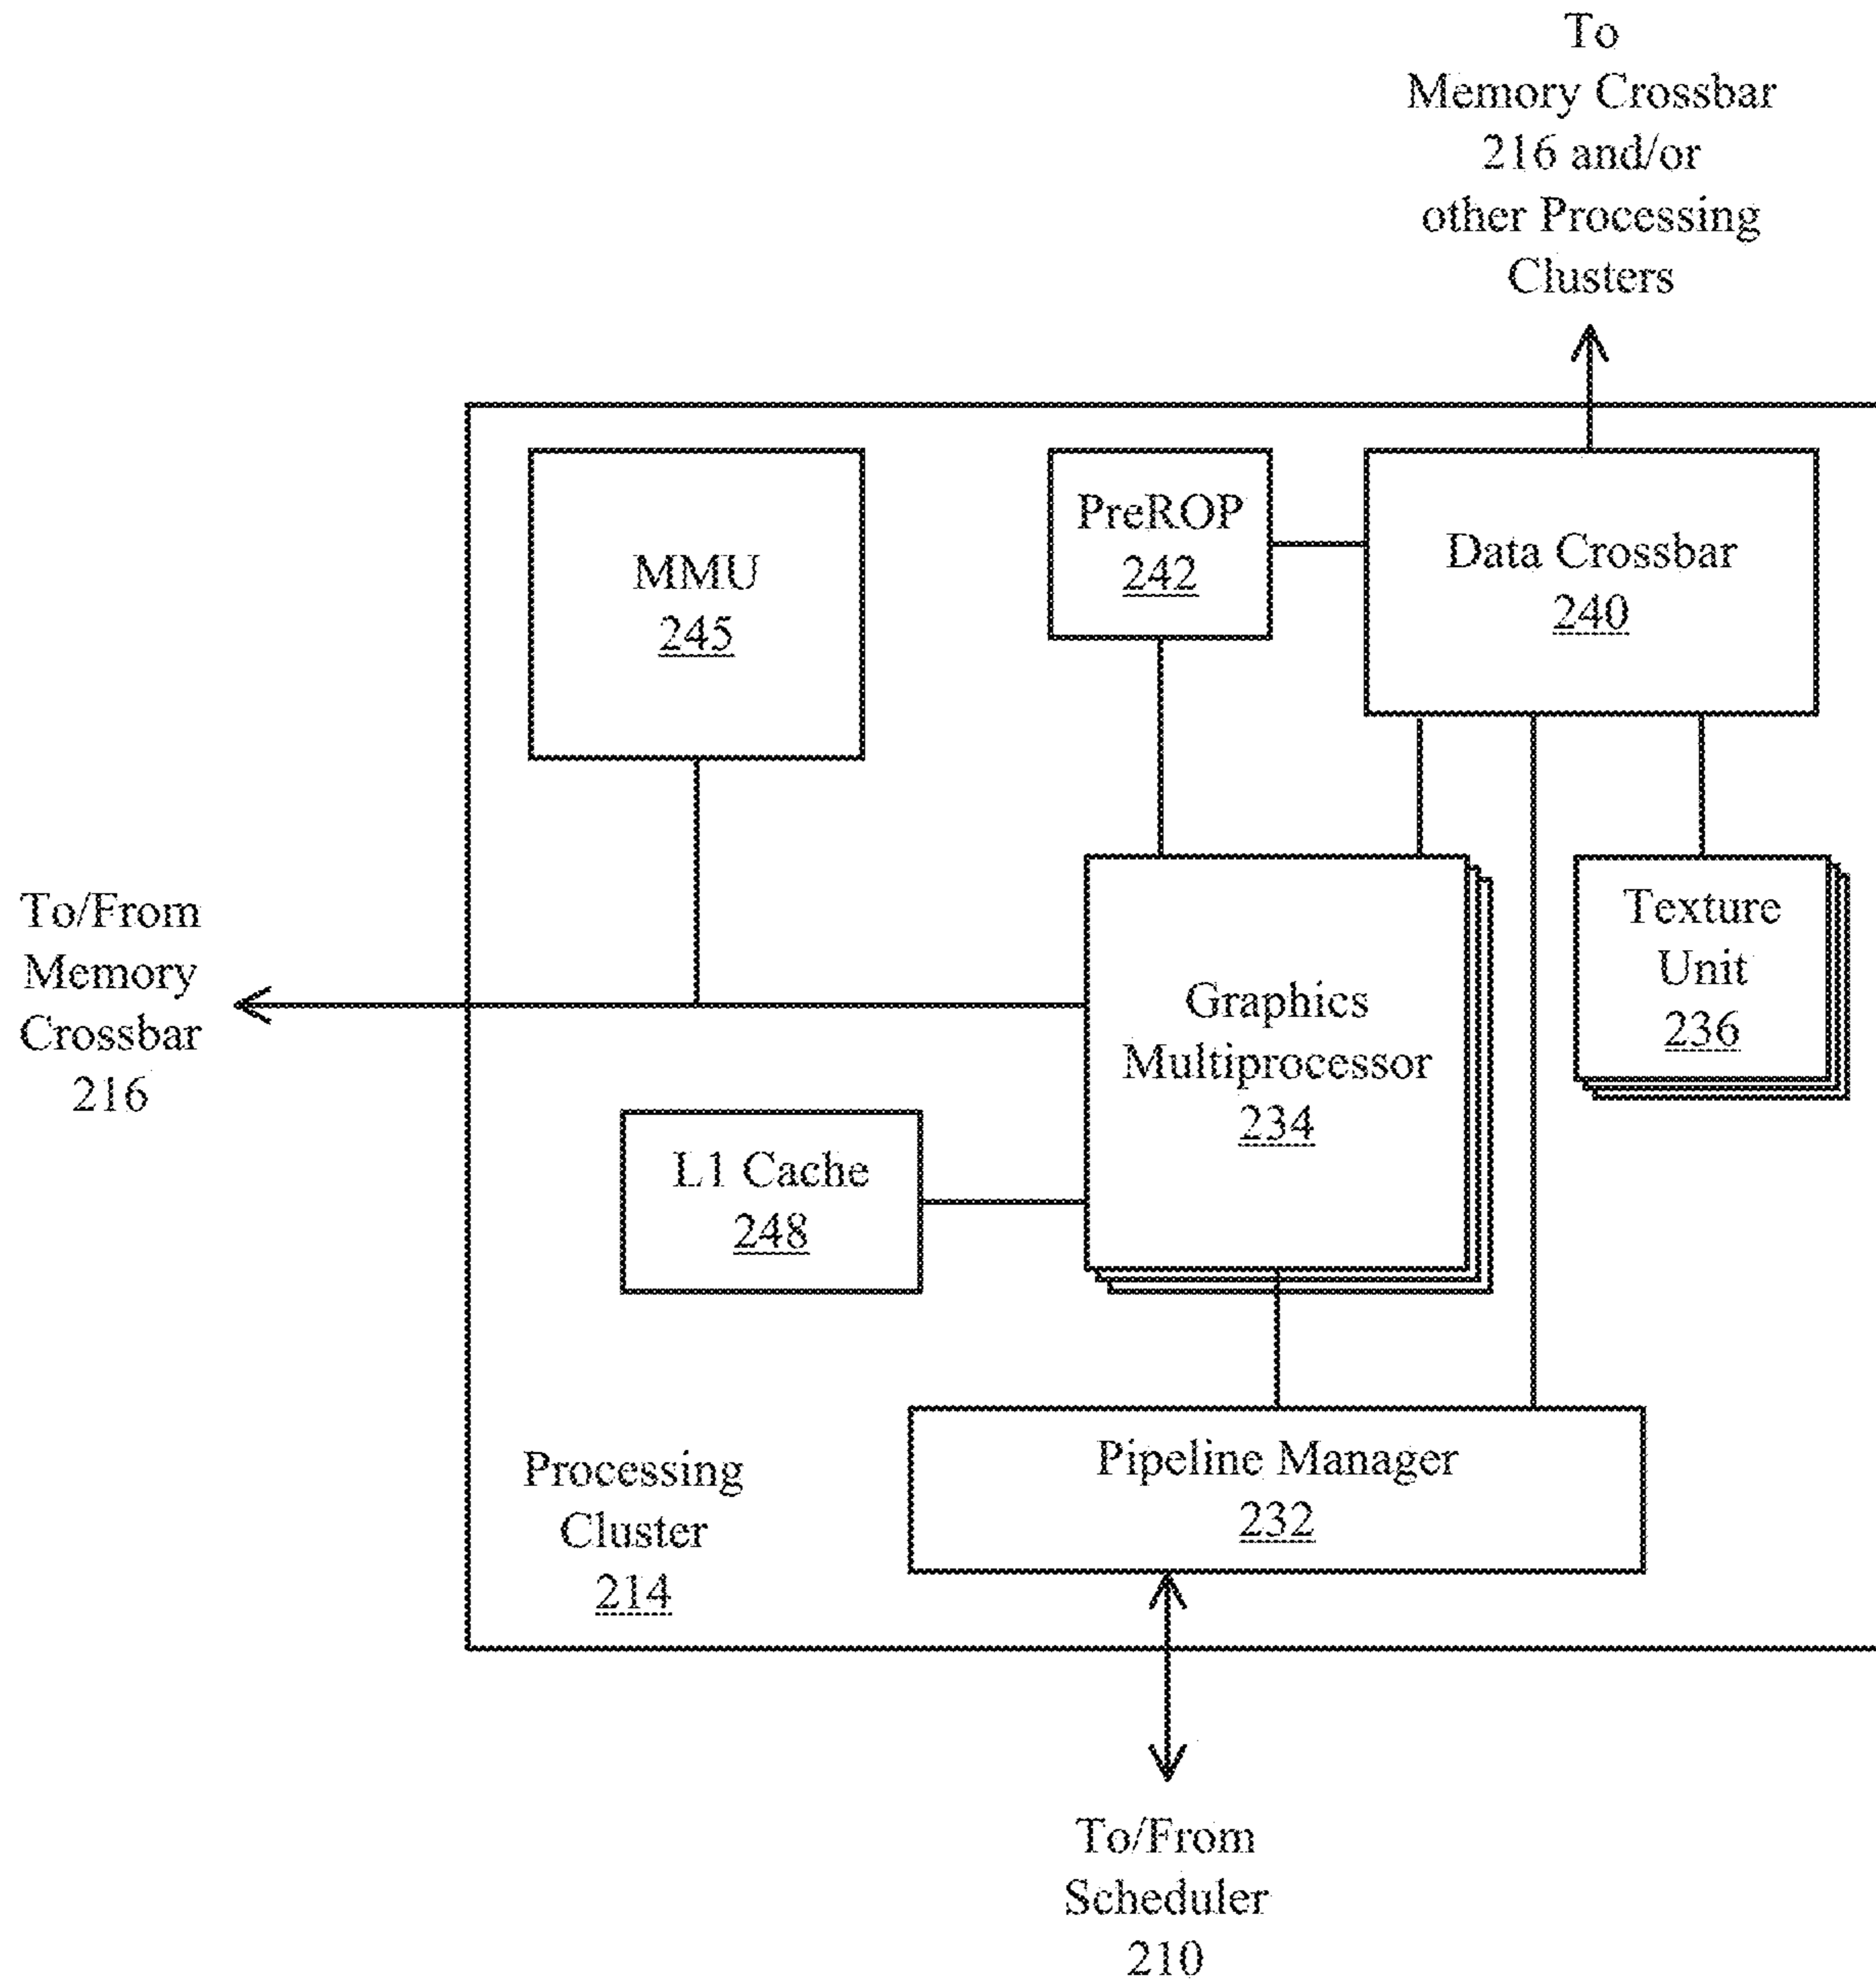 To
Memory Crossbar
216 and/or
other Processing
Clusters
MMU
245
PreROP
242
Data Crossbar
240
To/From
Memory
Crossbar
216
Graphics
Multiprocessor
234
Texture
Unit
236
L1 Cache
248
Processing
Cluster
214
Pipeline Manager
232
To/From
Scheduler
210